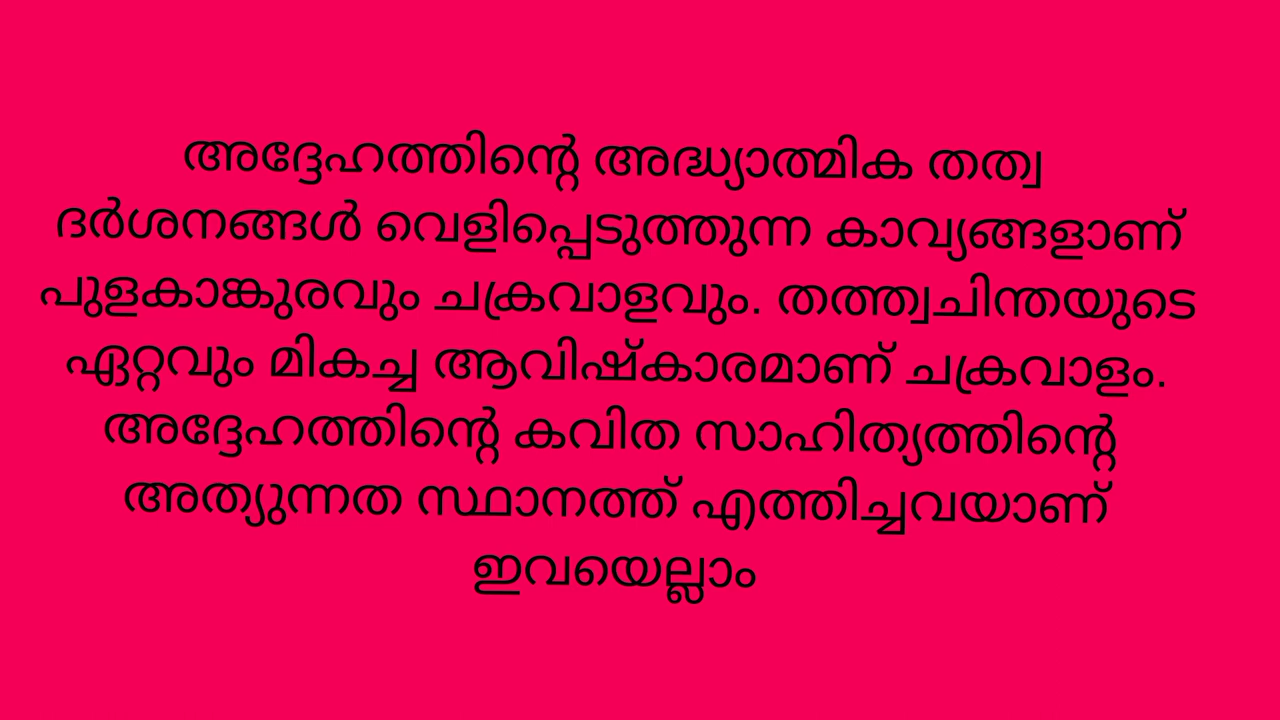 അദ്ദേഹത്തിന്റെ അദ്ധ്യാത്മിക തത്വ
ദർശനങ്ങൾ വെളിപ്പെടുത്തുന്ന കാവ്യങ്ങളാണ്
പുളകാങ്കുരവും ചക്രവാളവും. തത്ത്വചിന്തയുടെ
ഏറ്റവും മികച്ച ആവിഷ്കാരമാണ് ചക്രവാളം.
അദ്ദേഹത്തിന്റെ കവിത സാഹിത്യത്തിന്റെ
അത്യുന്നത സ്ഥാനത്ത് എത്തിച്ചവയാണ്
ഇവയെല്ലാം